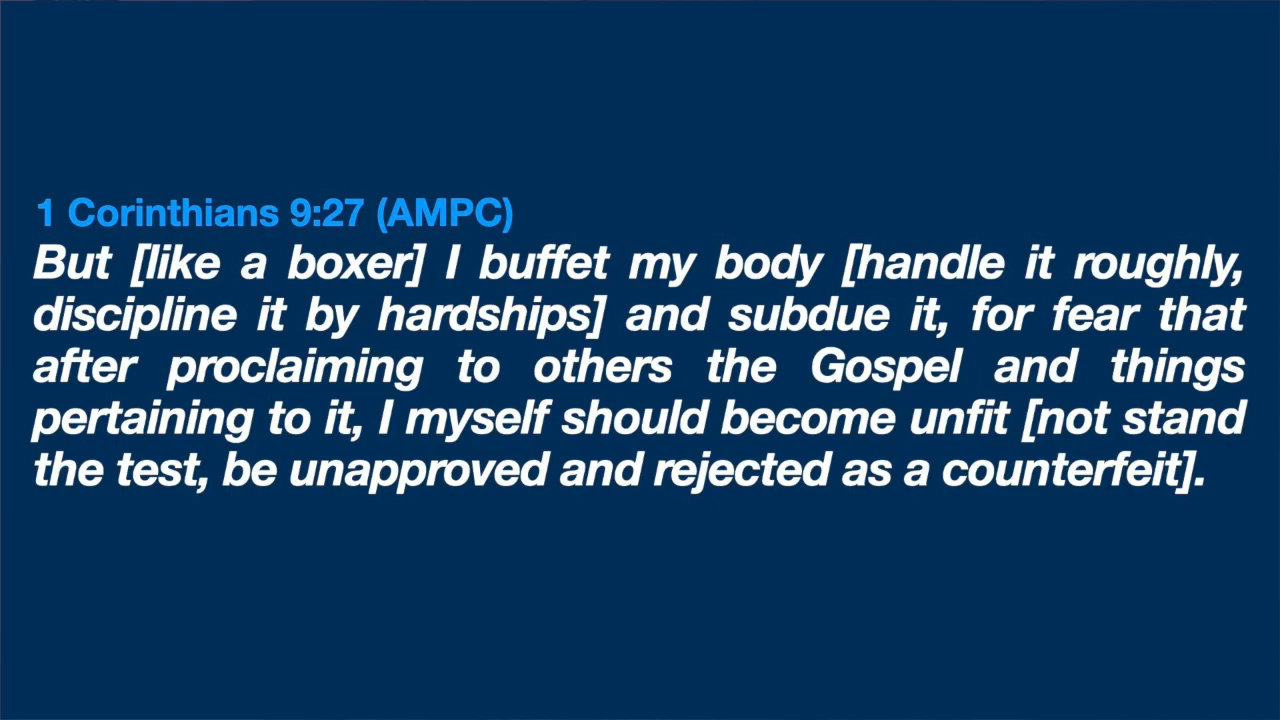 1 Corinthians 9:27 (AMPC)
But [like a boxer] I buffet my body [handle it roughly,
discipline it by hardships] and subdue it, for fear that
after proclaiming to others the Gospel and things
pertaining to it, I myself should become unfit [not stand
the test, be unapproved and rejected as a counterfeit].